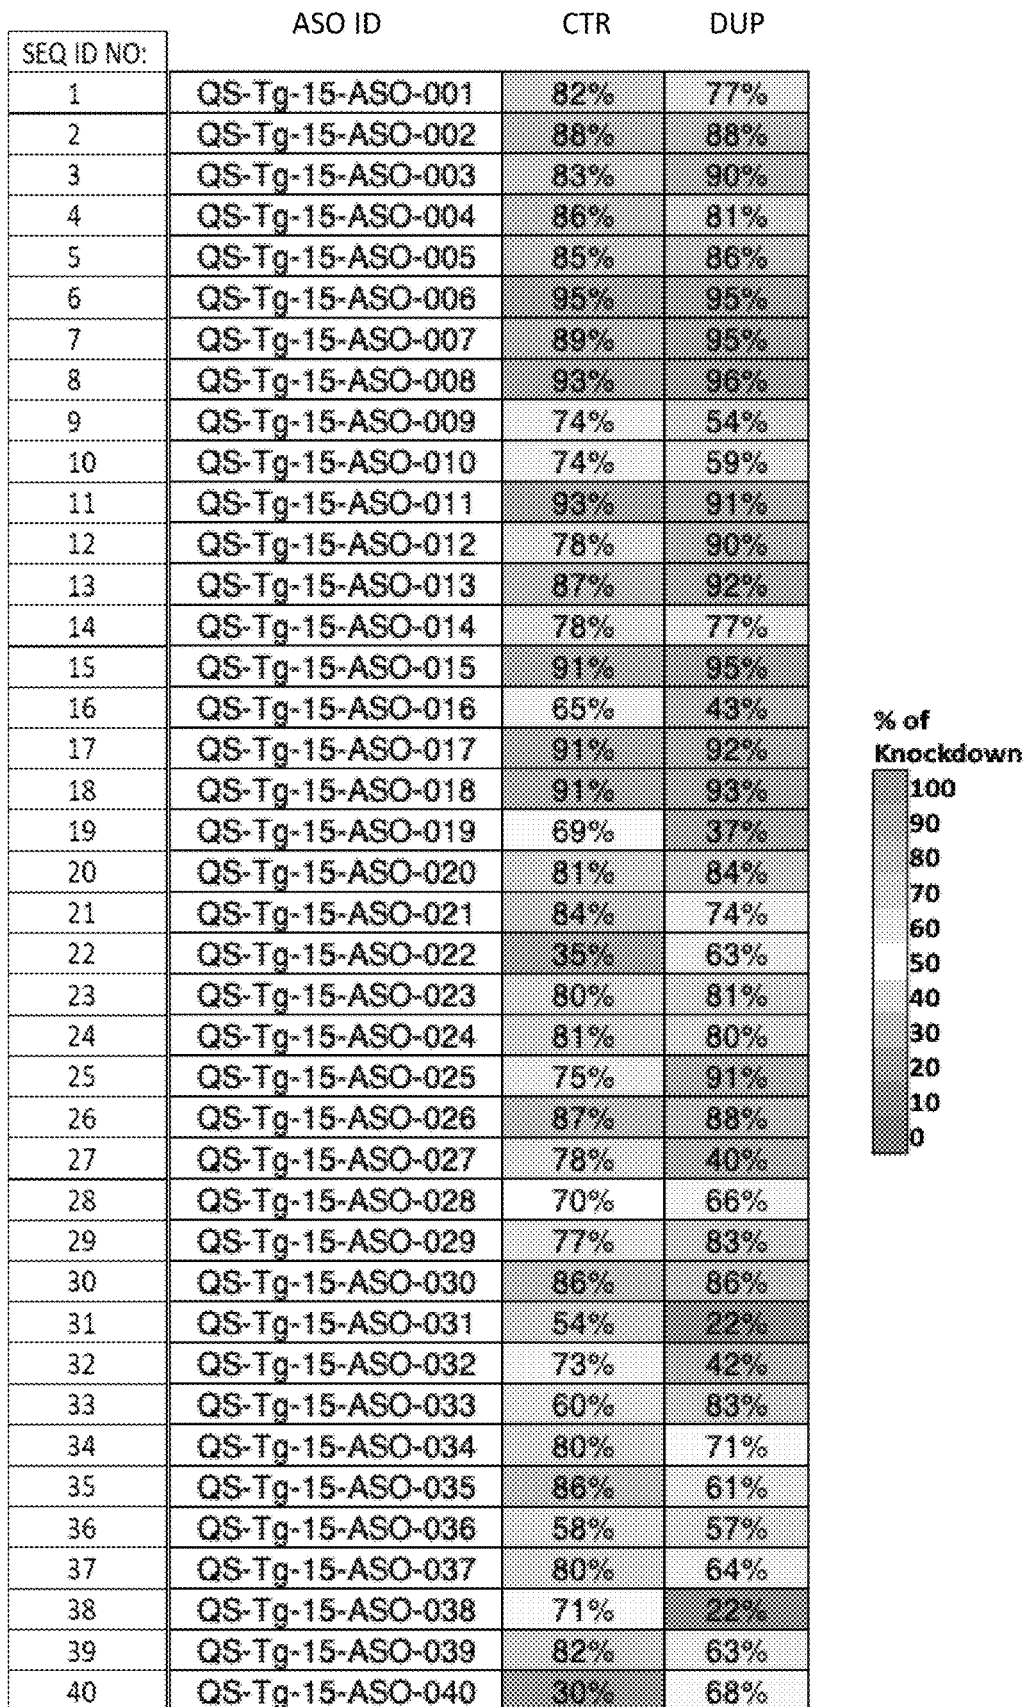 ASO ID CTR DUP
SEQ ID NO:
1 QS-Tg-15-ASO-001 82% 77%
2 QS-Tg-15-ASO-002 88% 88%
3 QS-Tg-15-ASO-003 83% 90%
4 QS-Tg-15-ASO-004 86% 81%
5 QS-Tg-15-ASO-005 85% 86%
6 QS-Tg-15-ASO-006 95% 95%
7 QS-Tg-15-ASO-007 89% 95%
8 QS-Tg-15-ASO-008 93% 96%
9 QS-Tg-15-ASO-009 74% 54%
10 QS-Tg-15-ASO-010 74% 59%
11 QS-Tg-15-ASO-011 93% 91%
12 QS-Tg-15-ASO-012 78% 90%
13 QS-Tg-15-ASO-013 87% 92%
14 QS-Tg-15-ASO-014 78% 77%
15 QS-Tg-15-ASO-015 91% 95%
16 QS-Tg-15-ASO-016 65% 43%
17 QS-Tg-15-ASO-017 91% 92%
18 QS-Tg-15-ASO-018 91% 93%
19 QS-Tg-15-ASO-019 69% 37%
20 QS-Tg-15-ASO-020 81% 84%
21 QS-Tg-15-ASO-021 84% 74%
22 QS-Tg-15-ASO-022 35% 63%
23 QS-Tg-15-ASO-023 80% 81%
24 QS-Tg-15-ASO-024 81% 80%
25 QS-Tg-15-ASO-025 75% 91%
26 QS-Tg-15-ASO-026 87% 88%
27 QS-Tg-15-ASO-027 78% 40%
28 QS-Tg-15-ASO-028 70% 66%
29 QS-Tg-15-ASO-029 77% 83%
30 QS-Tg-15-ASO-030 86% 86%
31 QS-Tg-15-ASO-031 54% 22%
32 QS-Tg-15-ASO-032 73% 42%
33 QS-Tg-15-ASO-033 60% 83%
34 QS-Tg-15-ASO-034 80% 71%
35 QS-Tg-15-ASO-035 86% 61%
36 QS-Tg-15-ASO-036 58% 57%
37 QS-Tg-15-ASO-037 80% 64%
38 QS-Tg-15-ASO-038 71% 22%
39 QS-Tg-15-ASO-039 82% 63%
40 QS-Tg-15-ASO-040 30% 68%
% of
Knockdown
100
90
80
70
60
50
40
30
20
10
0